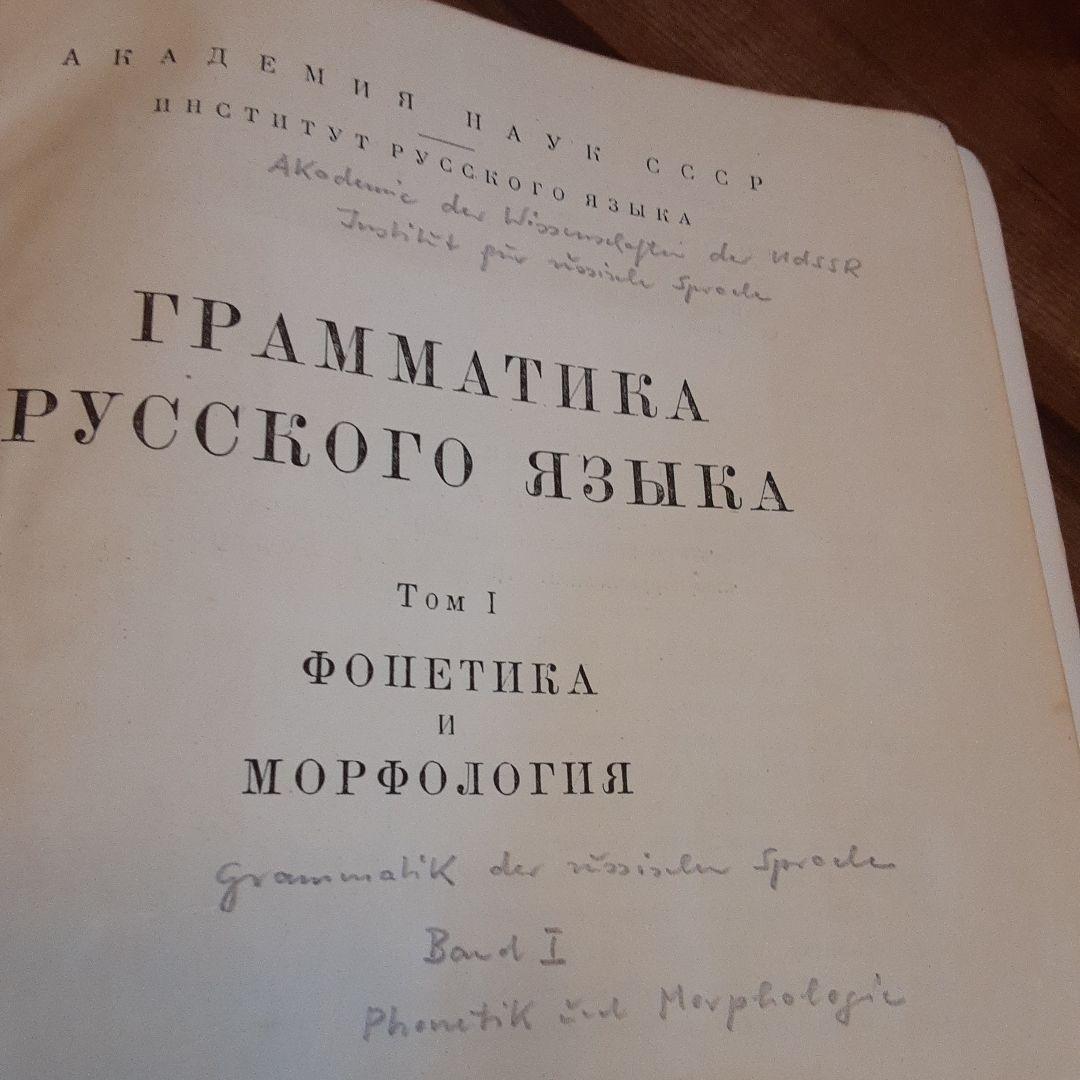 АКАДЕМИЯ НАУК СССР
ИНСТИТУТ РУССКОГО ЯЗЫКА
Akademie der Wissenschaften der UdSSR
Institut für russische Sprache
ГРАММАТИКА
РУССКОГО ЯЗЫКА
Том I
ФОНЕТИКА
И
МОРФОЛОГИЯ
Grammatik der russischen Sprache
Band I
Phonetik und Morphologie